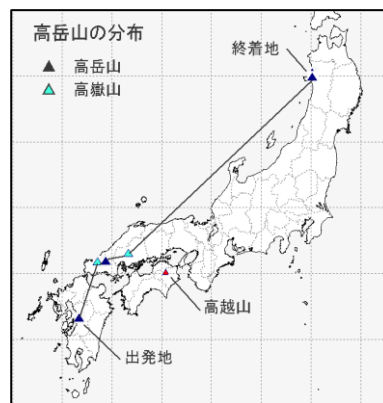 高岳山の分布
高岳山
高嶽山
終着地
高越山
出発地